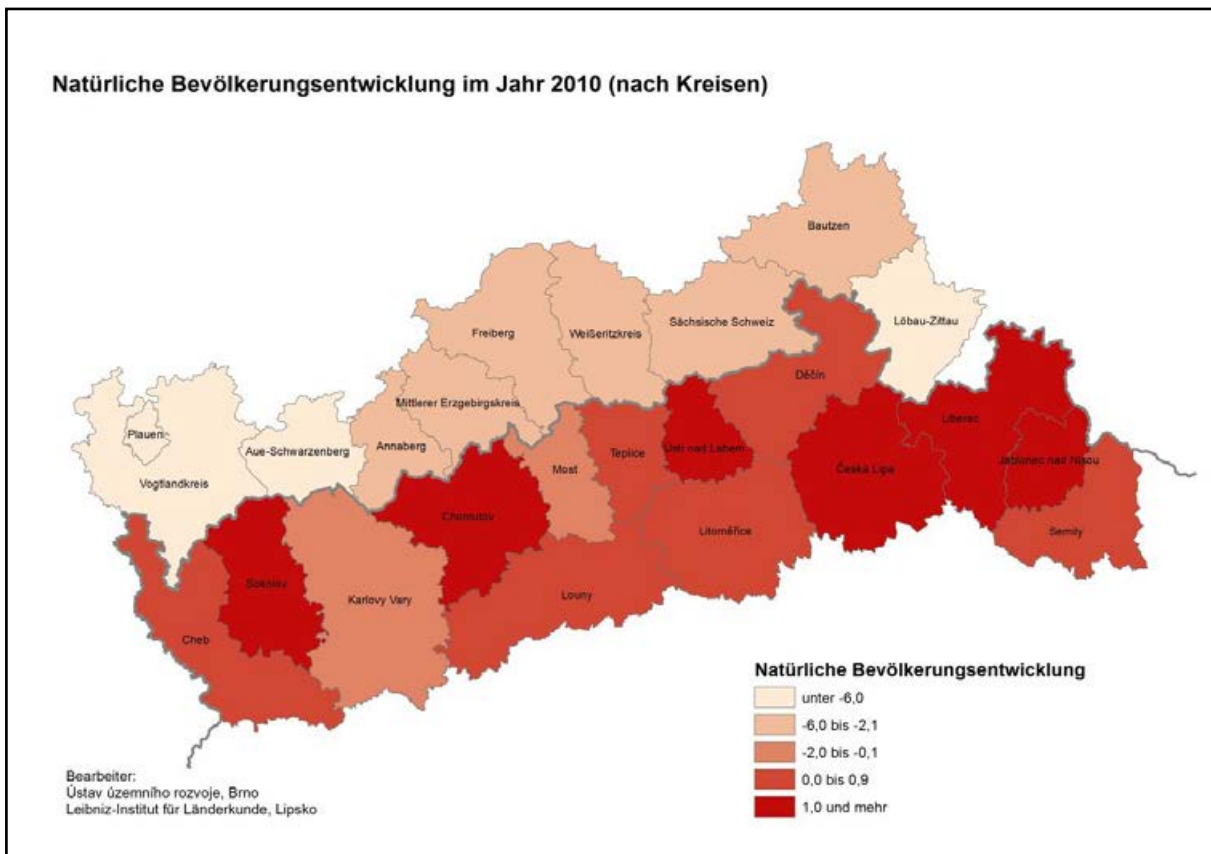 Natürliche Bevölkerungsentwicklung im Jahr 2010 (nach Kreisen)
Bautzen
Löbau-Zittau
Sächsische Schweiz
Freiberg
Weißeritzkreis
Děčín
Mittlerer Erzgebirgskreis
Liberec
Plauen
Annaberg
Aue-Schwarzenberg
Teplice
Ústí nad Labem
Most
Česká Lípa
Jablonec nad Nisou
Vogtlandkreis
Chomutov
Litoměřice
Semily
Sokolov
Karlovy Vary
Louny
Cheb
Natürliche Bevölkerungsentwicklung
unter -6,0
-6,0 bis -2,1
-2,0 bis -0,1
0,0 bis 0,9
1,0 und mehr
Bearbeiter:
Ústav územního rozvoje, Brno
Leibniz-Institut für Länderkunde, Lipsko